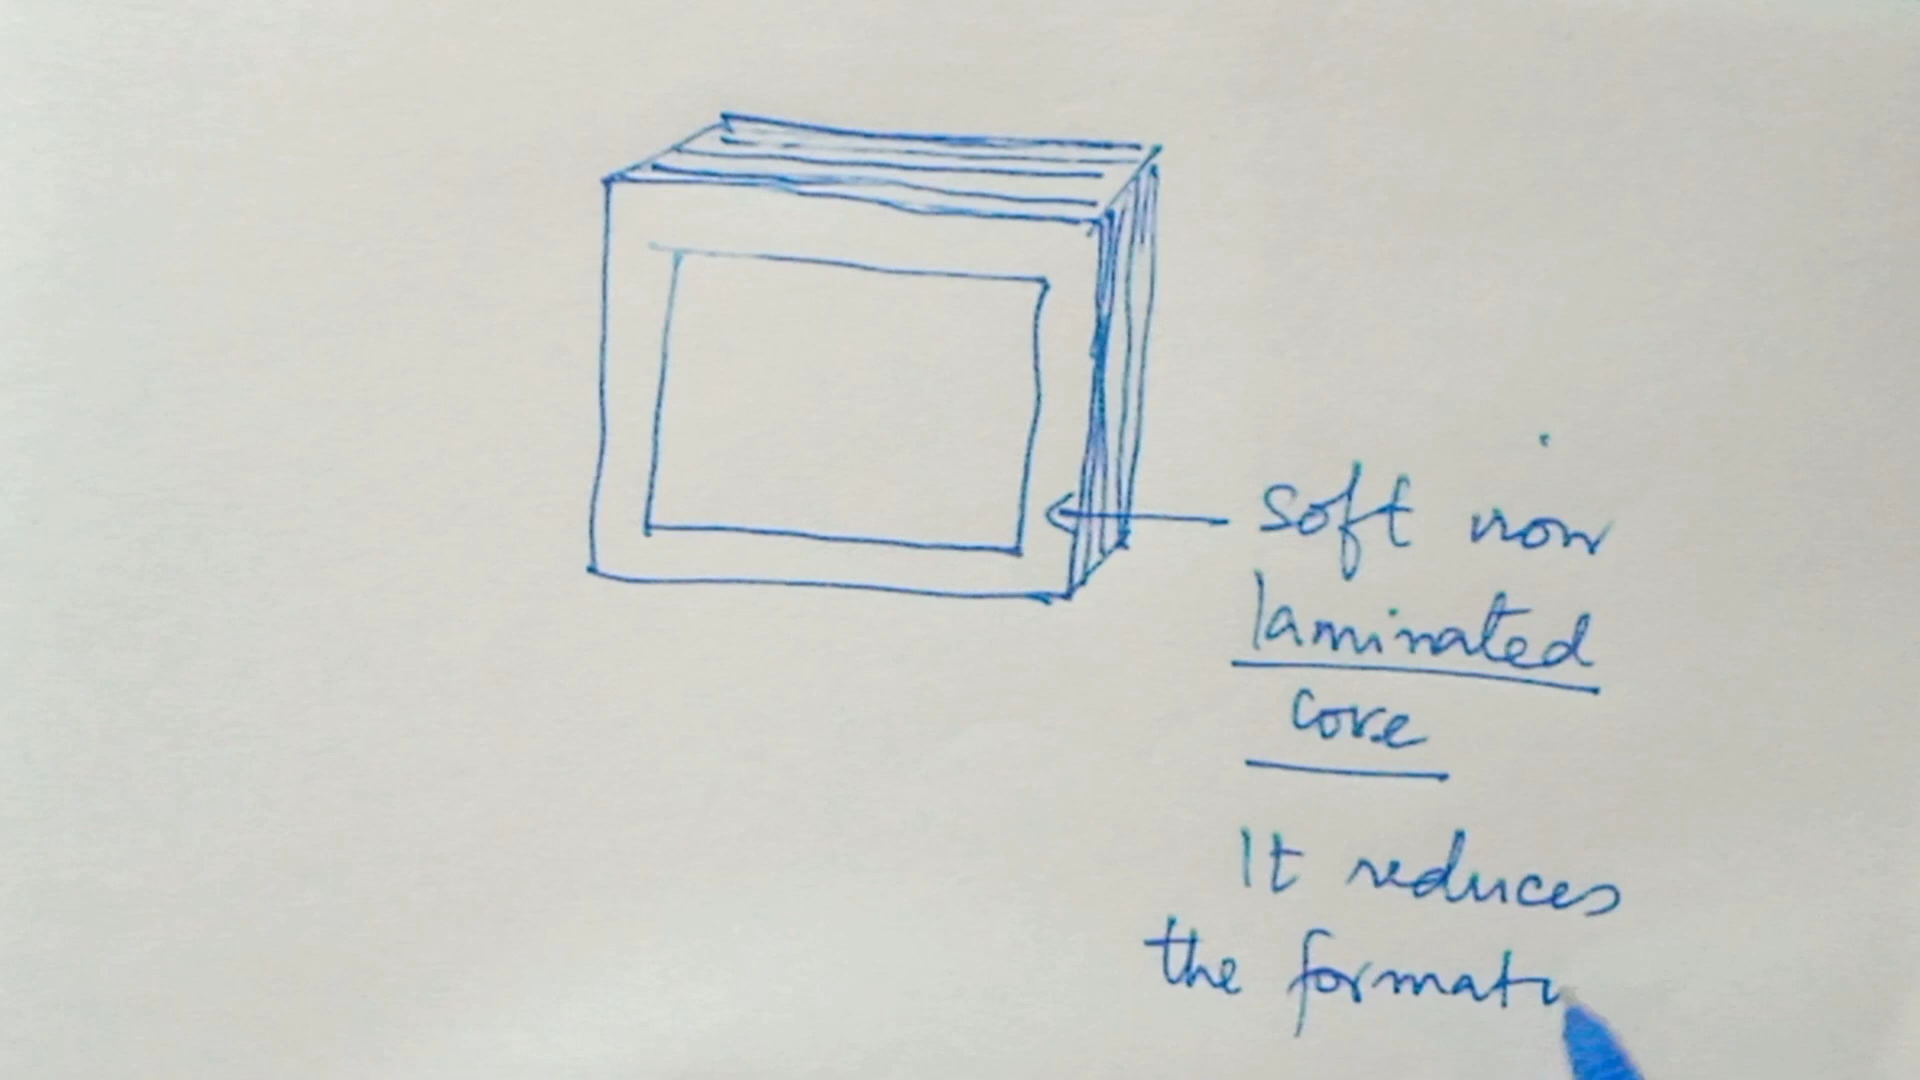 soft iron
laminated
core
It reduces
the formati